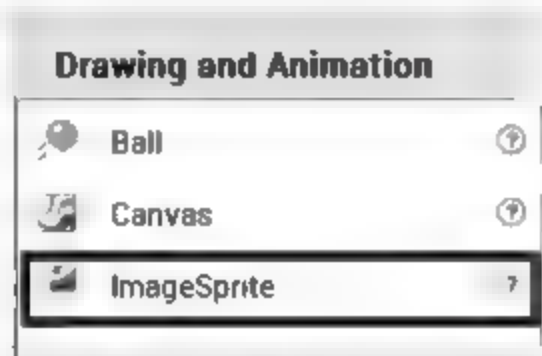 Drawing and Animation
Ball ?
Canvas ?
ImageSprite ?